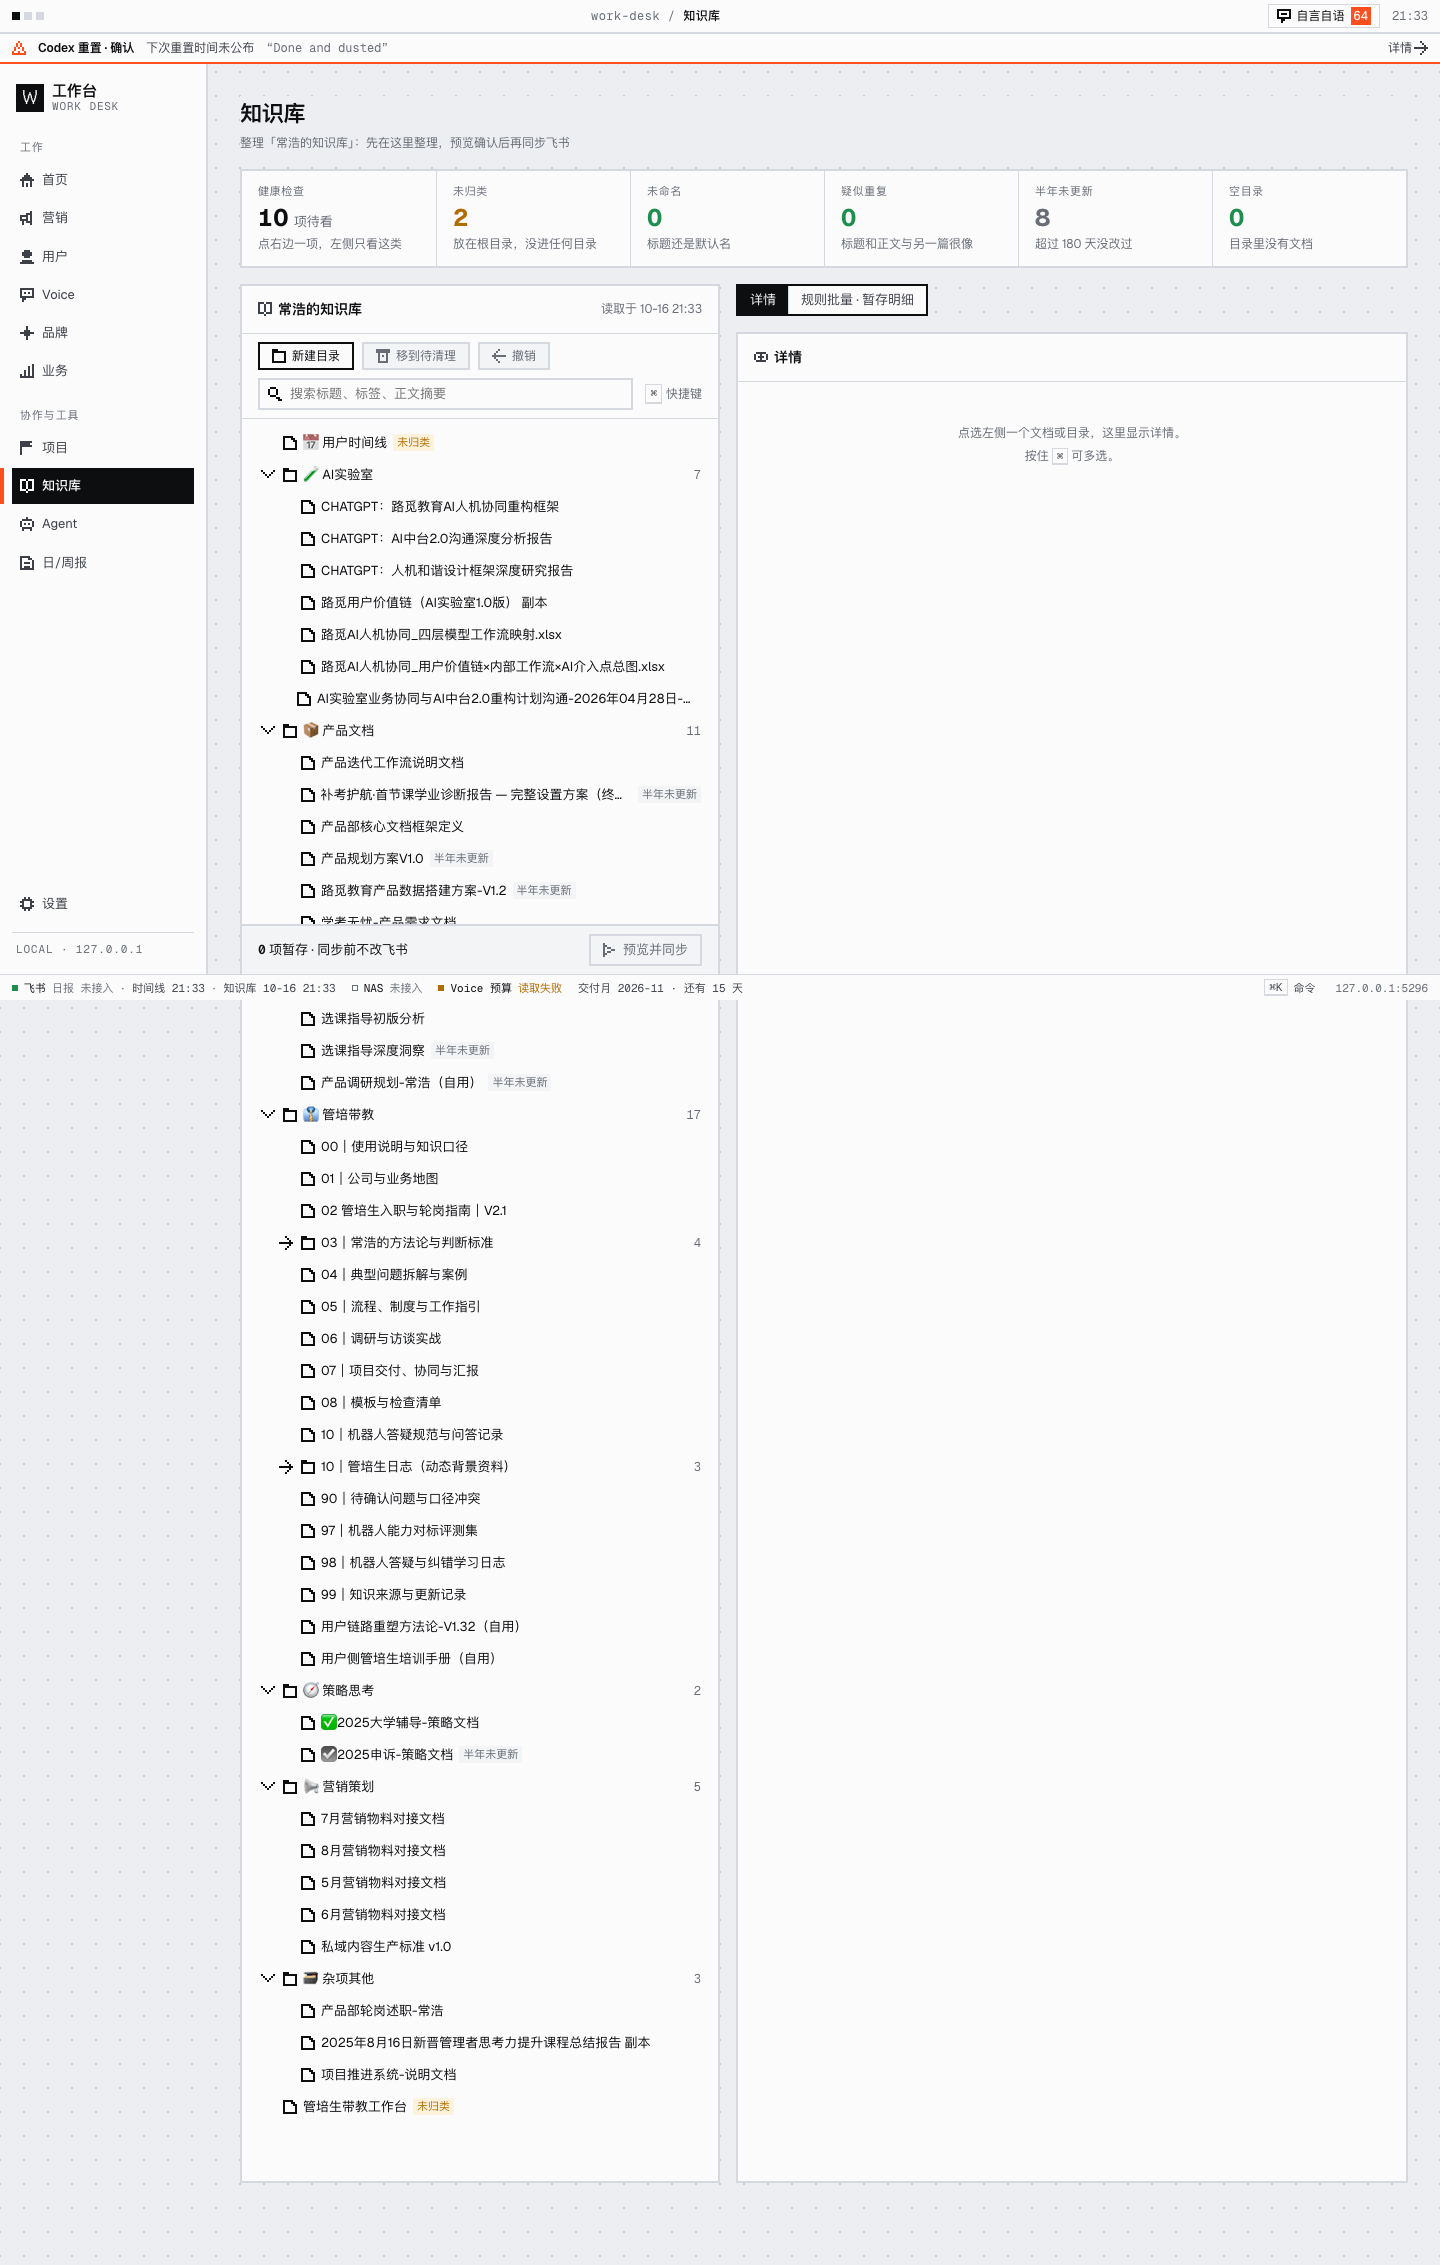 work-desk / 知识库
自言自语 64
21:33
Codex 重置 · 确认 下次重置时间未公布 “Done and dusted”
详情
W
工作台
WORK DESK
工作
首页
营销
用户
Voice
品牌
业务
协作与工具
项目
知识库
Agent
日/周报
设置
LOCAL · 127.0.0.1
知识库
整理「常浩的知识库」：先在这里整理，预览确认后再同步飞书
健康检查
10 项待看
点右边一项，左侧只看这类
未归类
2
放在根目录，没进任何目录
未命名
0
标题还是默认名
疑似重复
0
标题和正文与另一篇很像
半年未更新
8
超过 180 天没改过
空目录
0
目录里没有文档
常浩的知识库
读取于 10-16 21:33
新建目录
移到待清理
撤销
搜索标题、标签、正文摘要
⌘ 快捷键
📅 用户时间线 未归类
🧪 AI实验室 7
CHATGPT：路觅教育AI人机协同重构框架
CHATGPT：AI中台2.0沟通深度分析报告
CHATGPT：人机和谐设计框架深度研究报告
路觅用户价值链（AI实验室1.0版） 副本
路觅AI人机协同_四层模型工作流映射.xlsx
路觅AI人机协同_用户价值链×内部工作流×AI介入点总图.xlsx
AI实验室业务协同与AI中台2.0重构计划沟通-2026年04月28日-…
📦 产品文档 11
产品迭代工作流说明文档
补考护航·首节课学业诊断报告 — 完整设置方案（终… 半年未更新
产品部核心文档框架定义
产品规划方案V1.0 半年未更新
路觅教育产品数据搭建方案-V1.2 半年未更新
学考无忧-产品需求文档
0 项暂存 · 同步前不改飞书
预览并同步
详情
规则批量 · 暂存明细
详情
点选左侧一个文档或目录，这里显示详情。
按住 ⌘ 可多选。
飞书 日报 未接入 · 时间线 21:33 · 知识库 10-16 21:33
NAS 未接入
Voice 预算 读取失败
交付月 2026-11 · 还有 15 天
⌘K 命令
127.0.0.1:5296
选课指导初版分析
选课指导深度洞察 半年未更新
产品调研规划-常浩（自用） 半年未更新
👔 管培带教 17
00｜使用说明与知识口径
01｜公司与业务地图
02 管培生入职与轮岗指南｜V2.1
03｜常浩的方法论与判断标准 4
04｜典型问题拆解与案例
05｜流程、制度与工作指引
06｜调研与访谈实战
07｜项目交付、协同与汇报
08｜模板与检查清单
10｜机器人答疑规范与问答记录
10｜管培生日志（动态背景资料） 3
90｜待确认问题与口径冲突
97｜机器人能力对标评测集
98｜机器人答疑与纠错学习日志
99｜知识来源与更新记录
用户链路重塑方法论-V1.32（自用）
用户侧管培生培训手册（自用）
🧭 策略思考 2
✅2025大学辅导-策略文档
☑️2025申诉-策略文档 半年未更新
📢 营销策划 5
7月营销物料对接文档
8月营销物料对接文档
5月营销物料对接文档
6月营销物料对接文档
私域内容生产标准 v1.0
🗃️ 杂项其他 3
产品部轮岗述职-常浩
2025年8月16日新晋管理者思考力提升课程总结报告 副本
项目推进系统-说明文档
管培生带教工作台 未归类